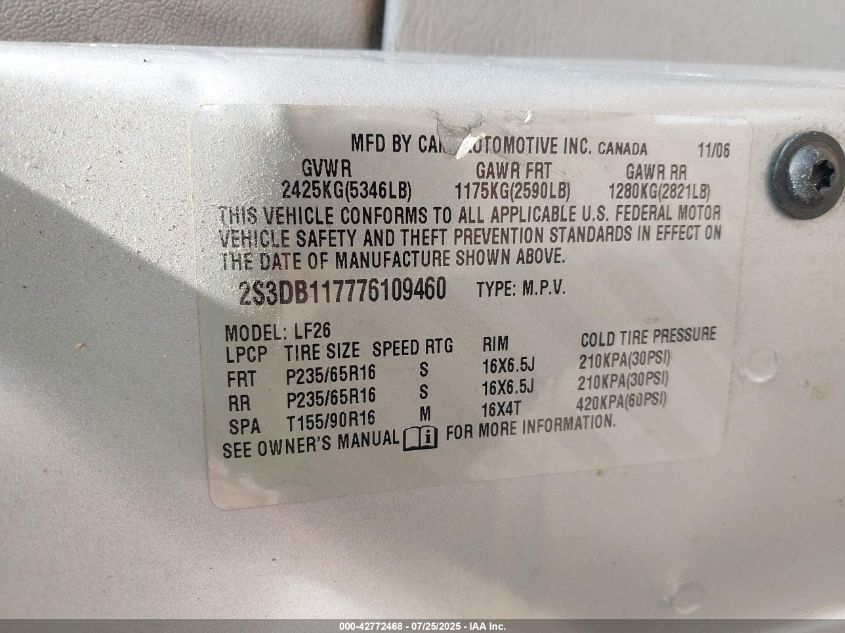 MFD BY CA AUTOMOTIVE INC. CANADA 11/06
GVWR GAWR FRT GAWR RR
2425KG(5346LB) 1175KG(2590LB) 1280KG(2821LB)
THIS VEHICLE CONFORMS TO ALL APPLICABLE U.S. FEDERAL MOTOR
VEHICLE SAFETY AND THEFT PREVENTION STANDARDS IN EFFECT ON
THE DATE OF MANUFACTURE SHOWN ABOVE.
2S3DB117776109460 TYPE: M.P.V.
MODEL: LF26
LPCP TIRE SIZE SPEED RTG RIM COLD TIRE PRESSURE
FRT P235/65R16 S 16X6.5J 210KPA(30PSI)
RR P235/65R16 S 16X6.5J 210KPA(30PSI)
SPA T155/90R16 M 16X4T 420KPA(60PSI)
SEE OWNER'S MANUAL i FOR MORE INFORMATION.
000-42772468 - 07/25/2025 - IAA Inc.